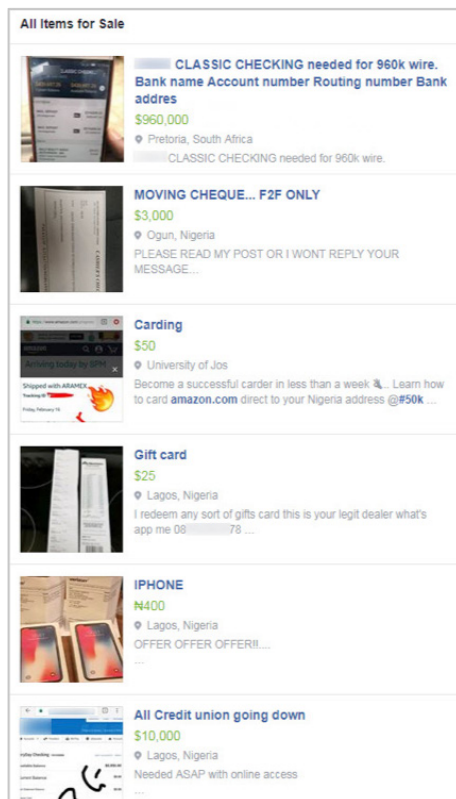 All Items for Sale
CLASSIC CHECKING needed for 960k wire.
Bank name Account number Routing number Bank
addres
$960,000
Pretoria, South Africa
CLASSIC CHECKING needed for 960k wire.
MOVING CHEQUE... F2F ONLY
$3,000
Ogun, Nigeria
PLEASE READ MY POST OR I WONT REPLY YOUR
MESSAGE...
Arriving today by 8PM
Shipped with ARAMEX
Tracking ID
Friday, February 16
Carding
$50
University of Jos
Become a successful carder in less than a week 🔌.. Learn how
to card amazon.com direct to your Nigeria address @#50k ...
Gift card
$25
Lagos, Nigeria
I redeem any sort of gifts card this is your legit dealer what's
app me 08 78 ...
IPHONE
₦400
Lagos, Nigeria
OFFER OFFER OFFER!!....
...
All Credit union going down
$10,000
Lagos, Nigeria
Needed ASAP with online access
...